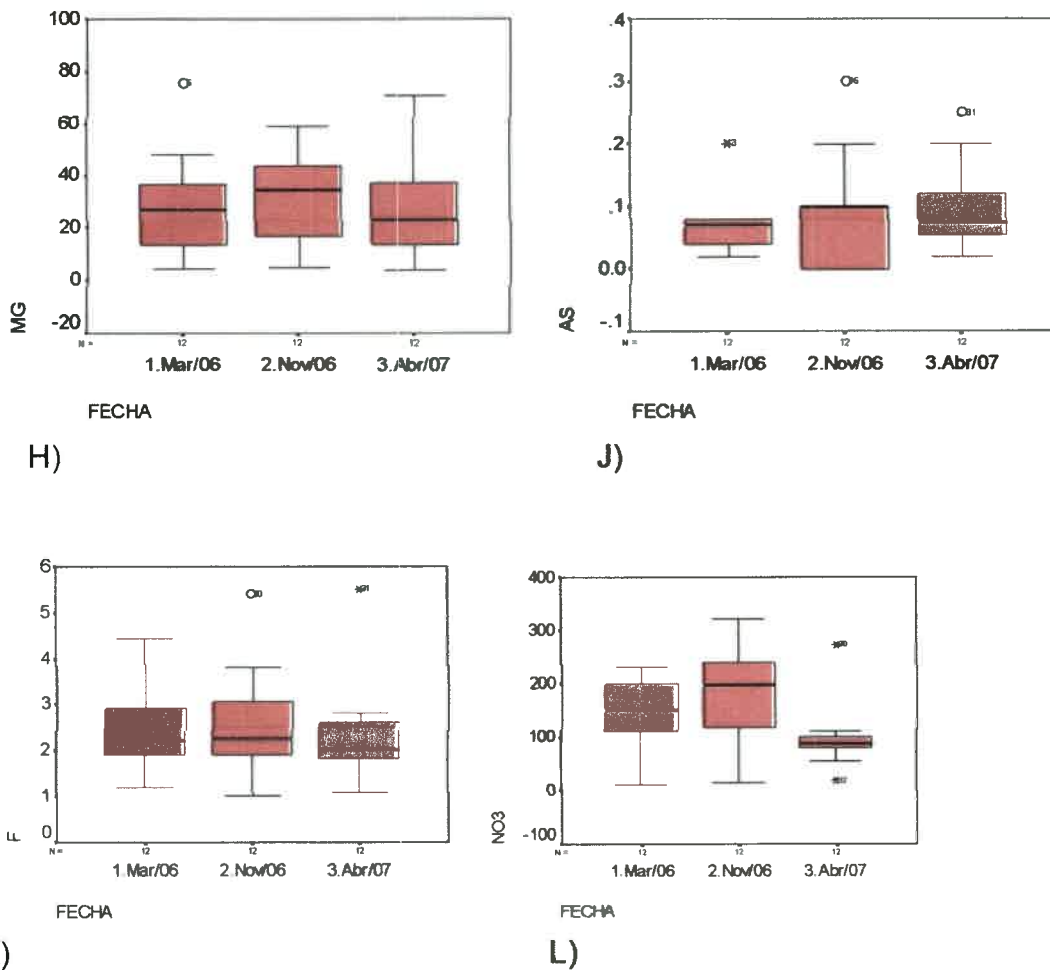 100
80
60
40
20
0
-20
MG
N =
12
12
12
1.Mar/06
2.Nov/06
3.Abr/07
FECHA
H)
.4
.3
.2
.1
0.0
-.1
AS
N =
12
12
12
1.Mar/06
2.Nov/06
3.Abr/07
FECHA
J)
6
5
4
3
2
1
0
F
N =
12
12
12
1.Mar/06
2.Nov/06
3.Abr/07
FECHA
)
400
300
200
100
0
-100
NO3
N =
12
12
12
1.Mar/06
2.Nov/06
3.Abr/07
FECHA
L)